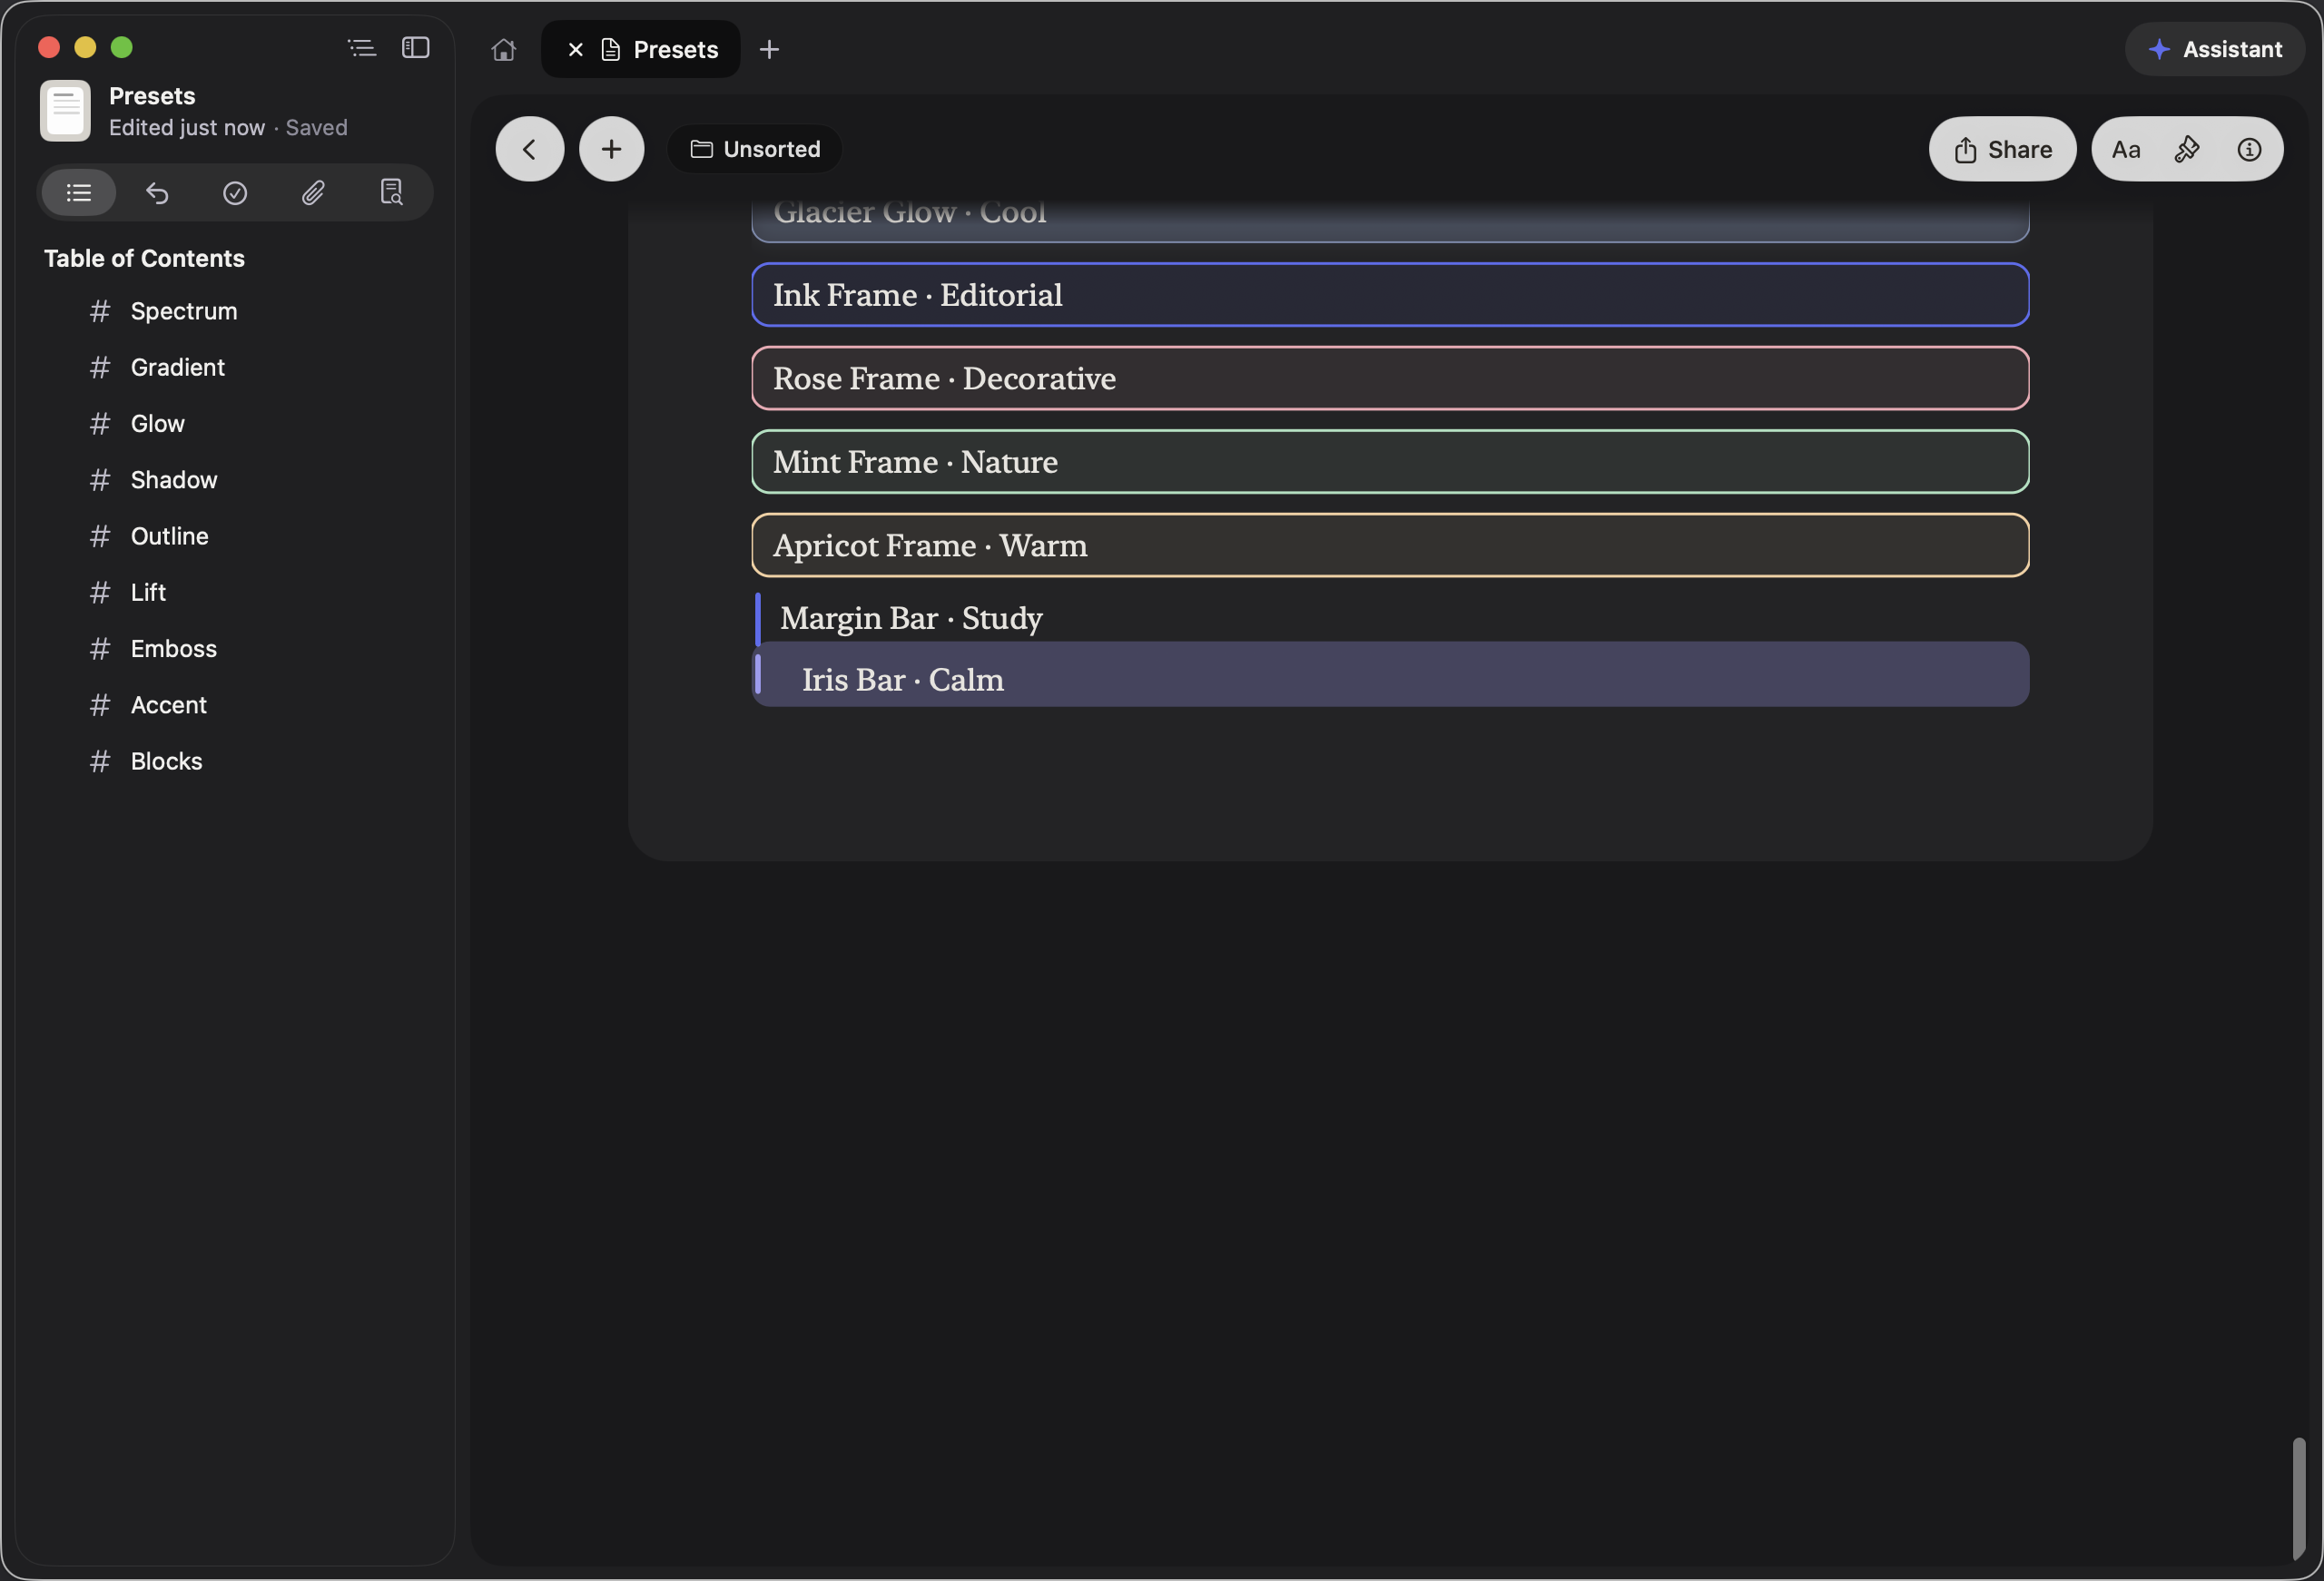 Presets
Edited just now · Saved
Table of Contents
# Spectrum
# Gradient
# Glow
# Shadow
# Outline
# Lift
# Emboss
# Accent
# Blocks
Presets
Assistant
Unsorted
Share
Aa
Glacier Glow · Cool
Ink Frame · Editorial
Rose Frame · Decorative
Mint Frame · Nature
Apricot Frame · Warm
Margin Bar · Study
Iris Bar · Calm